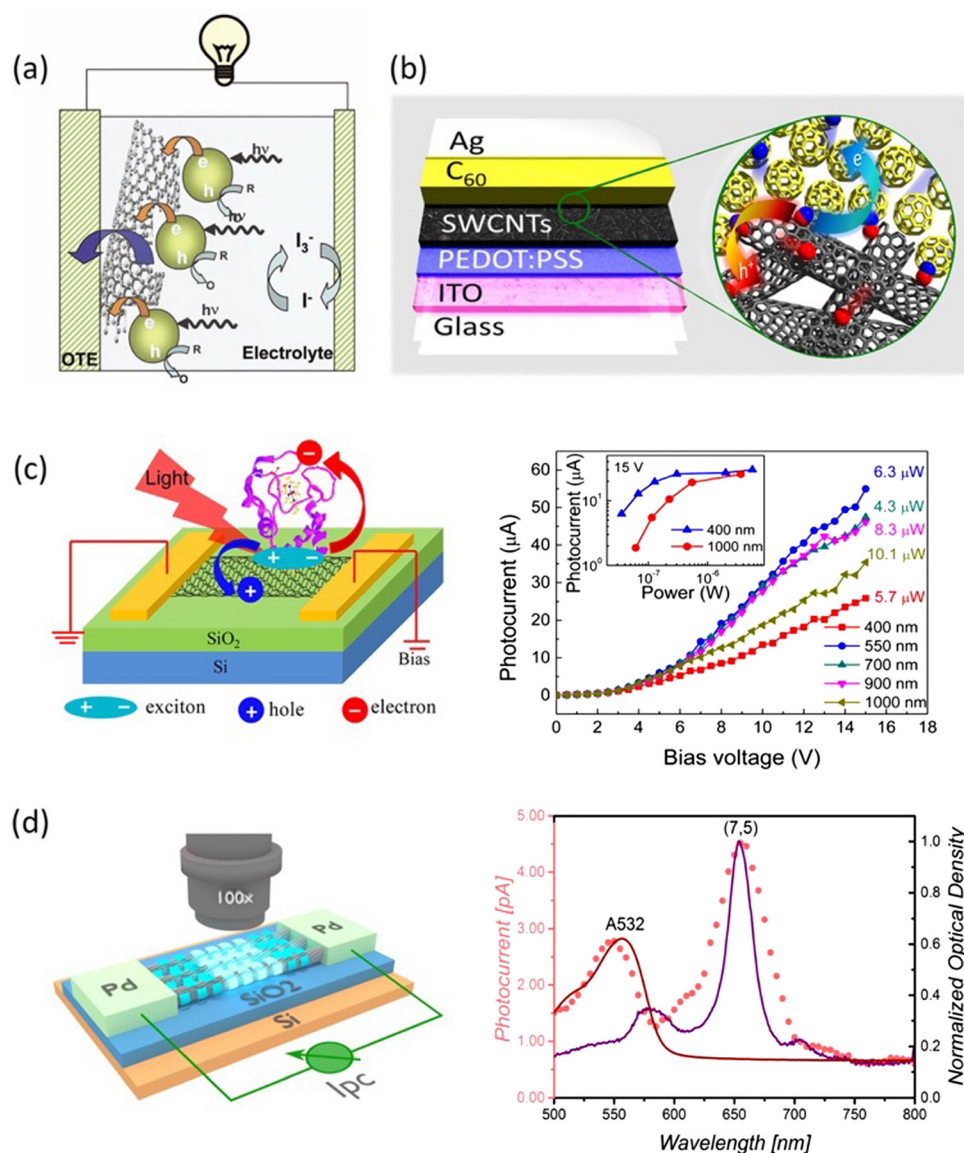 (a)
e
h
hν
R
O
e
h
hν
R
O
e
h
hν
R
O
I3-
I-
OTE
Electrolyte
(b)
Ag
C60
SWCNTs
PEDOT:PSS
ITO
Glass
e-
h+
(c)
Light
+ −
−
+
SiO2
Si
Bias
+ − exciton
+ hole
− electron
Photocurrent (µA)
60
50
40
30
20
10
0
0 2 4 6 8 10 12 14 16 18
Bias voltage (V)
Photocurrent (µA)
15 V
10^1
10^0
10^-7 10^-6
Power (W)
400 nm
1000 nm
6.3 µW
4.3 µW
8.3 µW
10.1 µW
5.7 µW
400 nm
550 nm
700 nm
900 nm
1000 nm
(d)
100x
Pd
Pd
SiO2
Si
Ipc
Photocurrent [pA]
5.00
4.00
3.00
2.00
1.00
0.00
A532
(7,5)
1.0
0.8
0.6
0.4
0.2
0.0
Normalized Optical Density
500 550 600 650 700 750 800
Wavelength [nm]